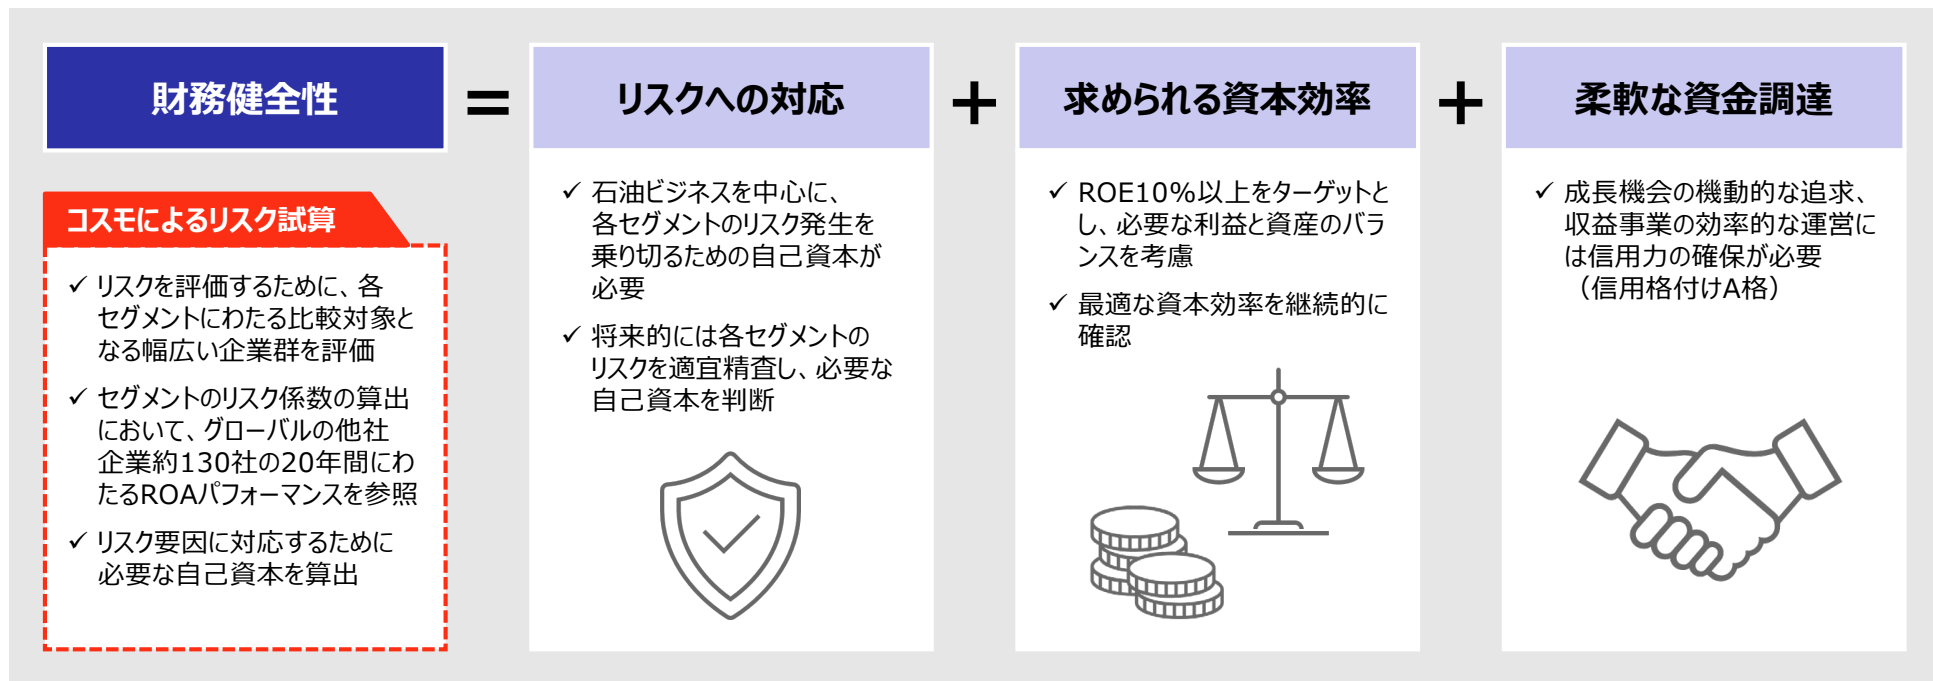 財務健全性
=
リスクへの対応
+
求められる資本効率
+
柔軟な資金調達
コスモによるリスク試算
✓ リスクを評価するために、各
セグメントにわたる比較対象と
なる幅広い企業群を評価
✓ セグメントのリスク係数の算出
において、グローバルの他社
企業約130社の20年間にわ
たるROAパフォーマンスを参照
✓ リスク要因に対応するために
必要な自己資本を算出
✓ 石油ビジネスを中心に、
各セグメントのリスク発生を
乗り切るための自己資本が
必要
✓ 将来的には各セグメントの
リスクを適宜精査し、必要な
自己資本を判断
✓ ROE10%以上をターゲットと
し、必要な利益と資産のバラ
ンスを考慮
✓ 最適な資本効率を継続的に
確認
✓ 成長機会の機動的な追求、
収益事業の効率的な運営に
は信用力の確保が必要
（信用格付けA格）